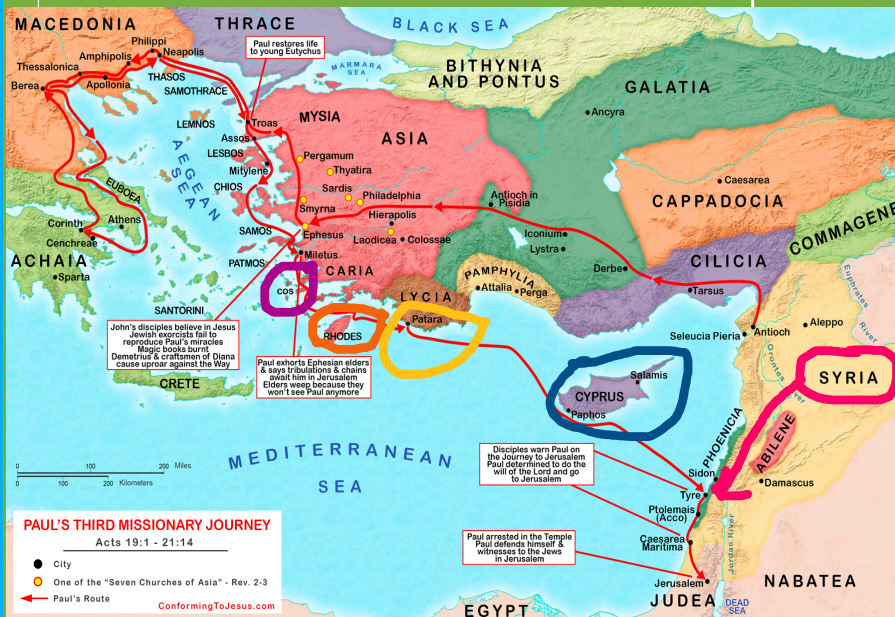 MACEDONIA
THRACE
BLACK SEA
Philippi
Neapolis
Amphipolis
Thessalonica
Berea
Apollonia
THASOS
SAMOTHRACE
Paul restores life
to young Eutychus
MARMARA
SEA
BITHYNIA
AND PONTUS
GALATIA
Ancyra
LEMNOS
Troas
MYSIA
ASIA
Assos
LESBOS
Mitylene
CHIOS
AEGEAN
SEA
Pergamum
Thyatira
Sardis
Philadelphia
Smyrna
Hierapolis
Ephesus
Laodicea
Colossae
Antioch in
Pisidia
Caesarea
CAPPADOCIA
COMMAGENE
EUBOEA
Corinth
Athens
Cenchreae
ACHAIA
Sparta
SAMOS
Miletus
PATMOS
CARIA
Iconium
Lystra
Derbe
CILICIA
Tarsus
PAMPHYLIA
Attalia
Perga
LYCIA
Patara
COS
RHODES
SANTORINI
CRETE
Seleucia Pieria
Antioch
Aleppo
Euphrates
River
Orontes
River
SYRIA
John's disciples believe in Jesus
Jewish exorcists fail to
reproduce Paul's miracles
Magic books burnt
Demetrius & craftsmen of Diana
cause uproar against the Way
Paul exhorts Ephesian elders
& says tribulations & chains
await him in Jerusalem
Elders weep because they
won't see Paul anymore
Salamis
CYPRUS
Paphos
MEDITERRANEAN
SEA
PHOENICIA
ABILENE
Sidon
Damascus
Tyre
Ptolemais
(Acco)
Caesarea
Maritima
Jordan River
Jerusalem
JUDEA
DEAD
SEA
NABATEA
EGYPT
Disciples warn Paul on
the Journey to Jerusalem
Paul determined to do the
will of the Lord and go
to Jerusalem
Paul arrested in the Temple
Paul defends himself &
witnesses to the Jews
in Jerusalem
0 100 200 Miles
0 100 200 Kilometers
PAUL'S THIRD MISSIONARY JOURNEY
Acts 19:1 - 21:14
City
One of the "Seven Churches of Asia" - Rev. 2-3
Paul's Route
ConformingToJesus.com